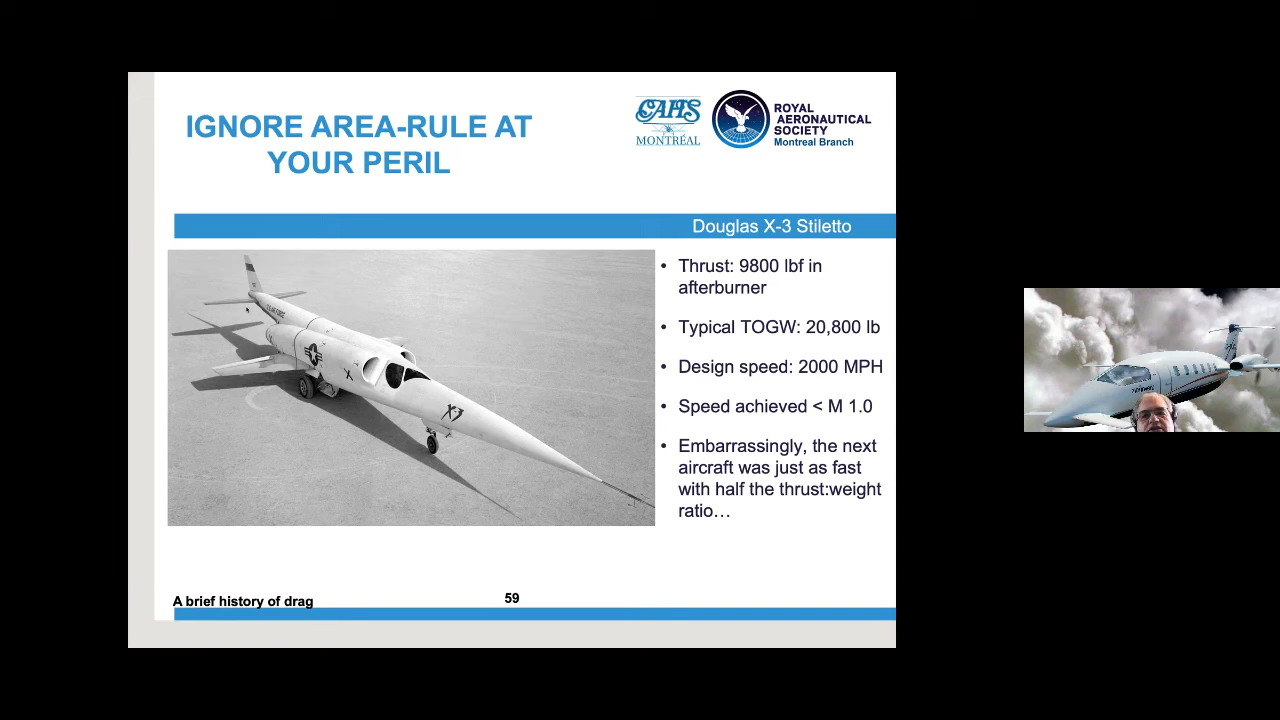 IGNORE AREA-RULE AT
YOUR PERIL
CAHS
MONTRÉAL
ROYAL
AERONAUTICAL
SOCIETY
Montreal Branch
Douglas X-3 Stiletto
X-3
• Thrust: 9800 lbf in
afterburner
• Typical TOGW: 20,800 lb
• Design speed: 2000 MPH
• Speed achieved < M 1.0
• Embarrassingly, the next
aircraft was just as fast
with half the thrust:weight
ratio…
A brief history of drag
59